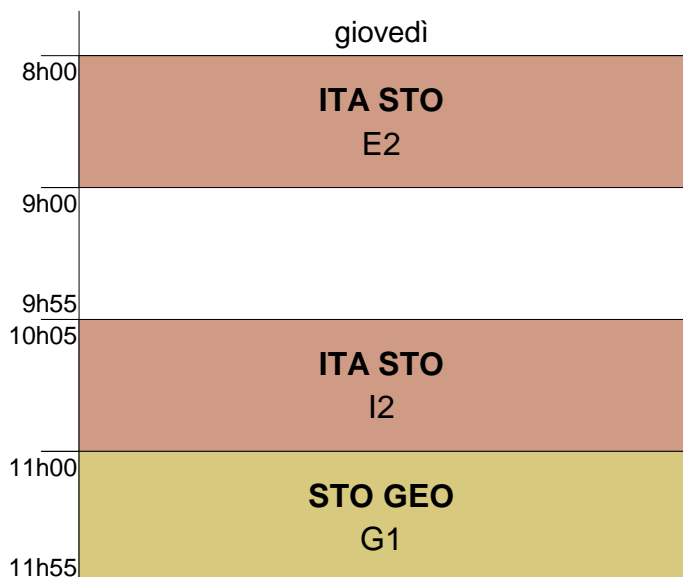 giovedì
8h00
ITA STO
E2
9h00
9h55
10h05
ITA STO
I2
11h00
STO GEO
G1
11h55